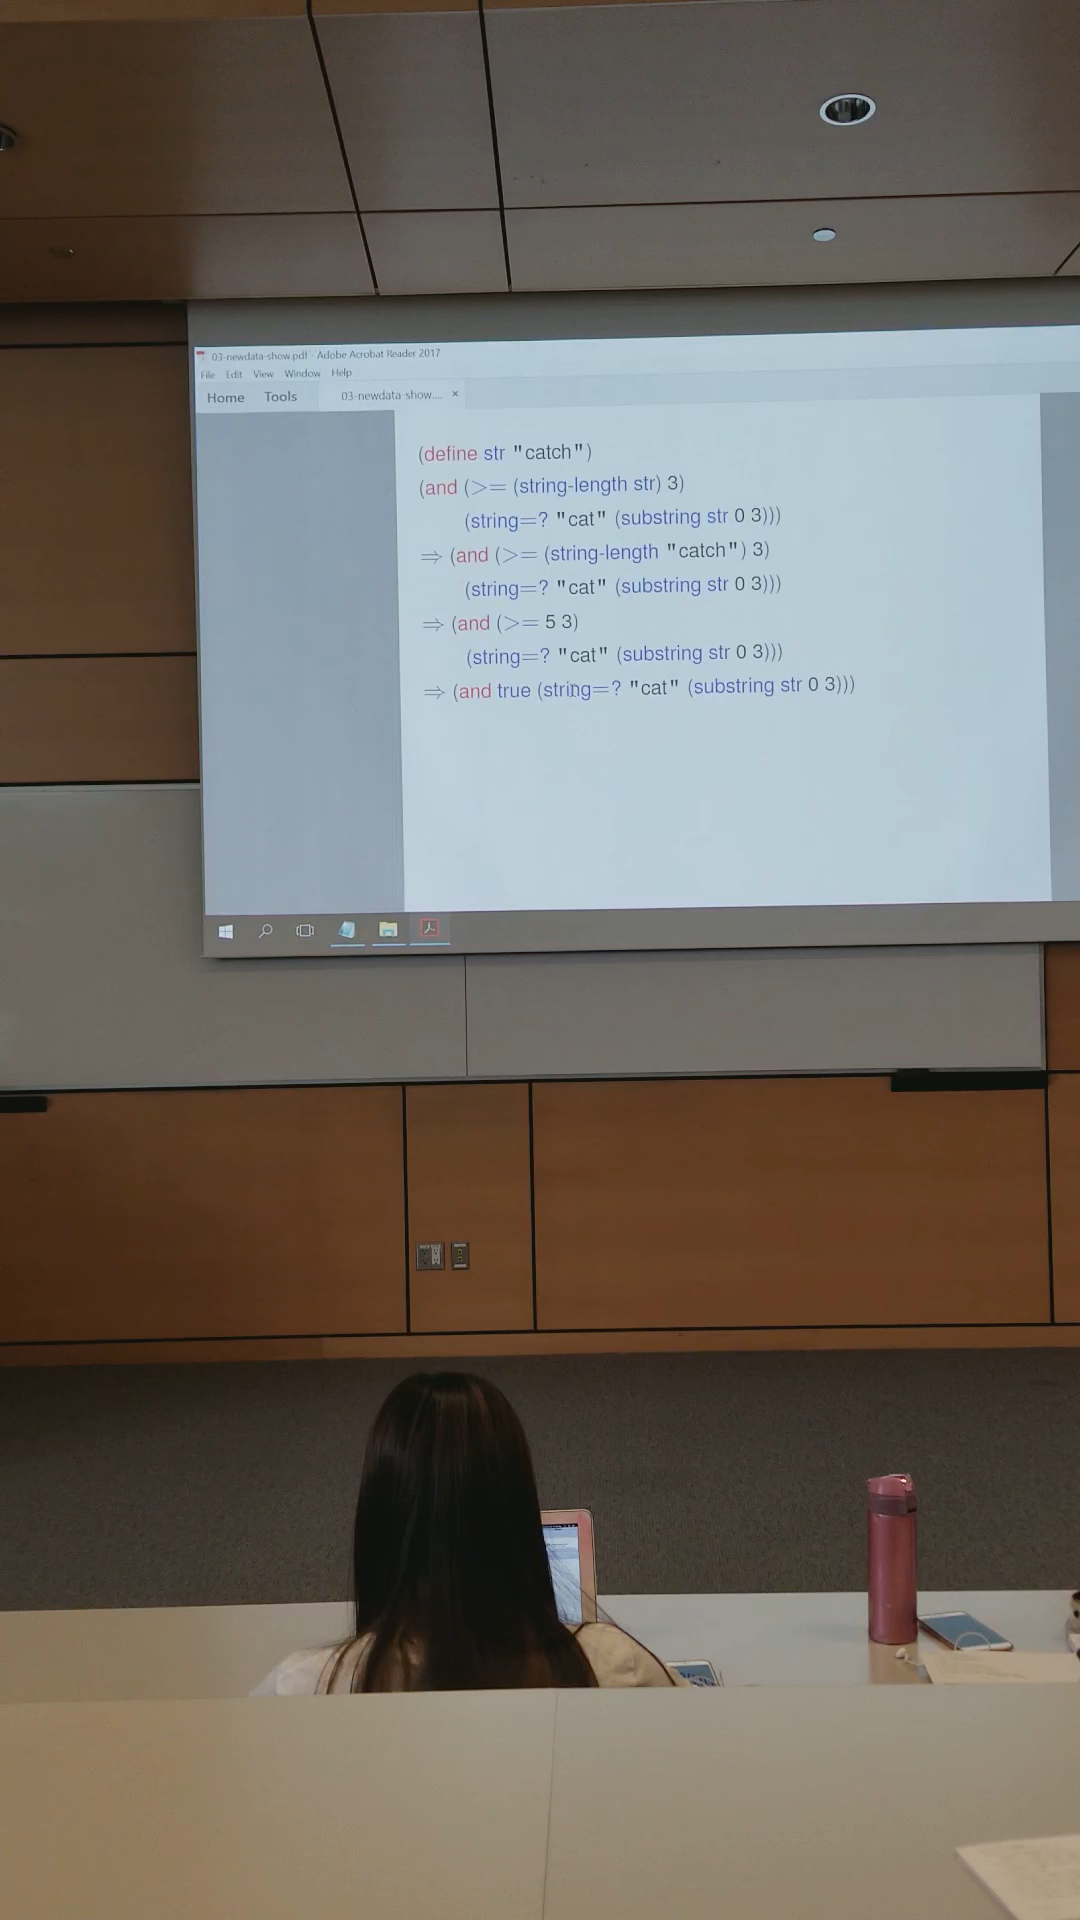 03-newdata-show.pdf - Adobe Acrobat Reader 2017
File Edit View Window Help
Home Tools 03-newdata-show.... ×
(define str "catch")
(and (>= (string-length str) 3)
(string=? "cat" (substring str 0 3)))
⇒ (and (>= (string-length "catch") 3)
(string=? "cat" (substring str 0 3)))
⇒ (and (>= 5 3)
(string=? "cat" (substring str 0 3)))
⇒ (and true (string=? "cat" (substring str 0 3)))